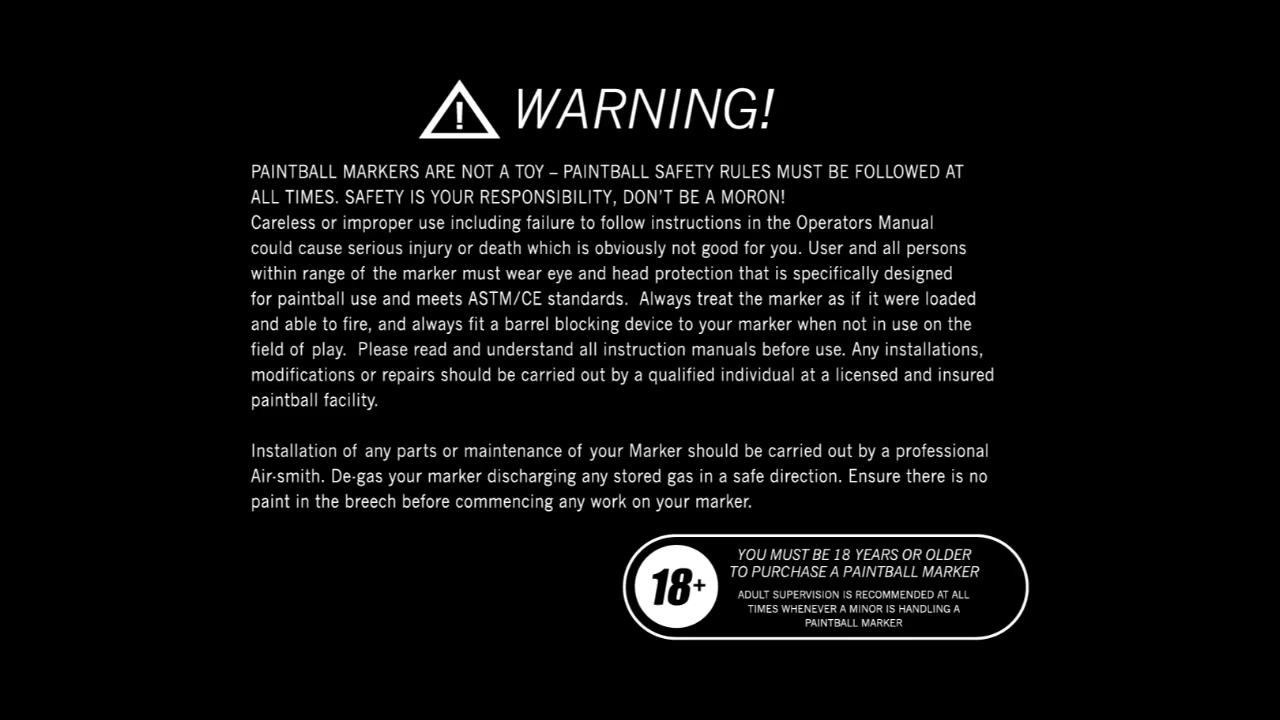 WARNING!
PAINTBALL MARKERS ARE NOT A TOY – PAINTBALL SAFETY RULES MUST BE FOLLOWED AT
ALL TIMES. SAFETY IS YOUR RESPONSIBILITY, DON'T BE A MORON!
Careless or improper use including failure to follow instructions in the Operators Manual
could cause serious injury or death which is obviously not good for you. User and all persons
within range of the marker must wear eye and head protection that is specifically designed
for paintball use and meets ASTM/CE standards.  Always treat the marker as if it were loaded
and able to fire, and always fit a barrel blocking device to your marker when not in use on the
field of play.  Please read and understand all instruction manuals before use. Any installations,
modifications or repairs should be carried out by a qualified individual at a licensed and insured
paintball facility.
Installation of any parts or maintenance of your Marker should be carried out by a professional
Air-smith. De-gas your marker discharging any stored gas in a safe direction. Ensure there is no
paint in the breech before commencing any work on your marker.
18+
YOU MUST BE 18 YEARS OR OLDER
TO PURCHASE A PAINTBALL MARKER
ADULT SUPERVISION IS RECOMMENDED AT ALL
TIMES WHENEVER A MINOR IS HANDLING A
PAINTBALL MARKER